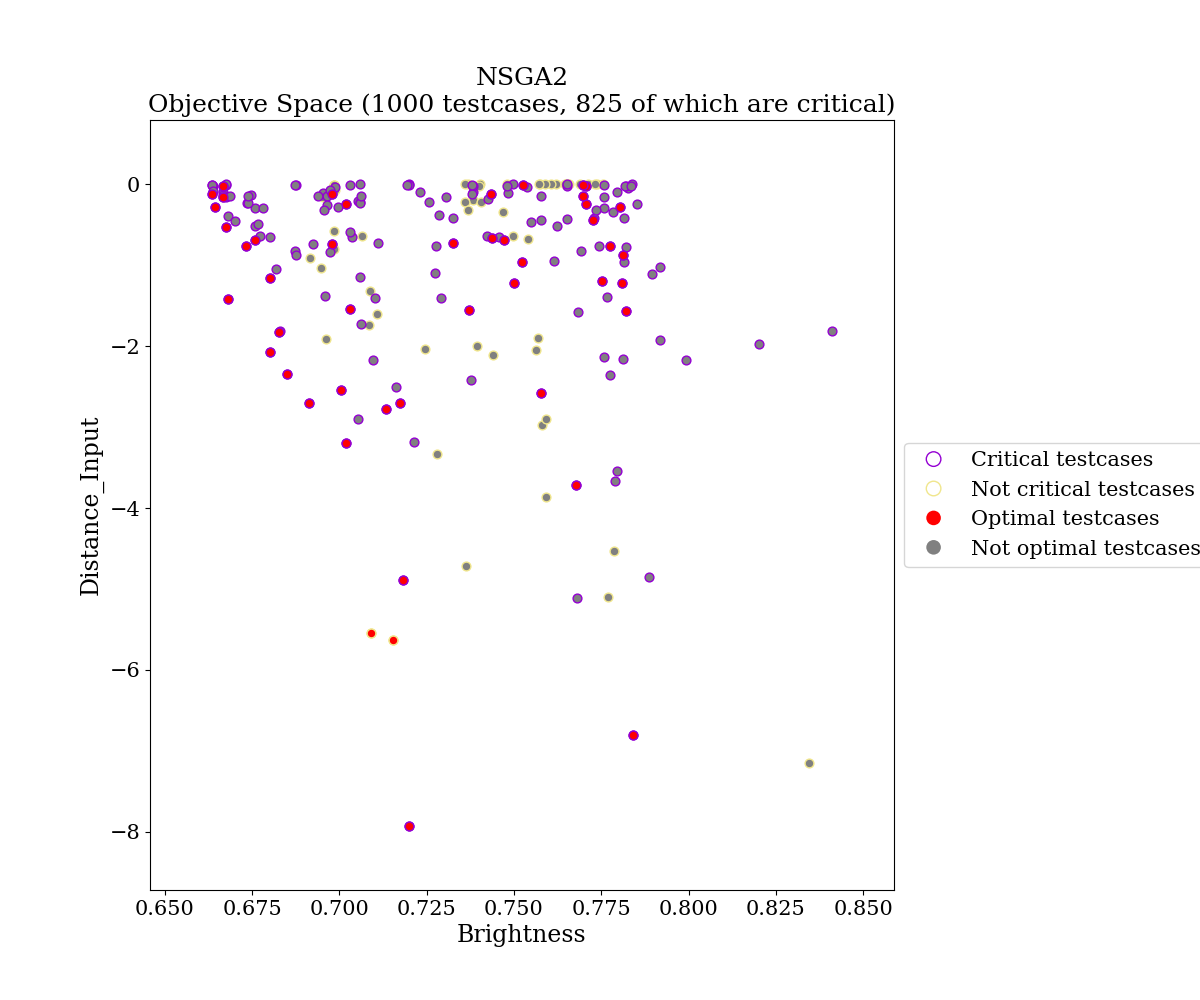 NSGA2
Objective Space (1000 testcases, 825 of which are critical)
Distance_Input
0
−2
−4
−6
−8
0.650 0.675 0.700 0.725 0.750 0.775 0.800 0.825 0.850
Brightness
Critical testcases
Not critical testcases
Optimal testcases
Not optimal testcases